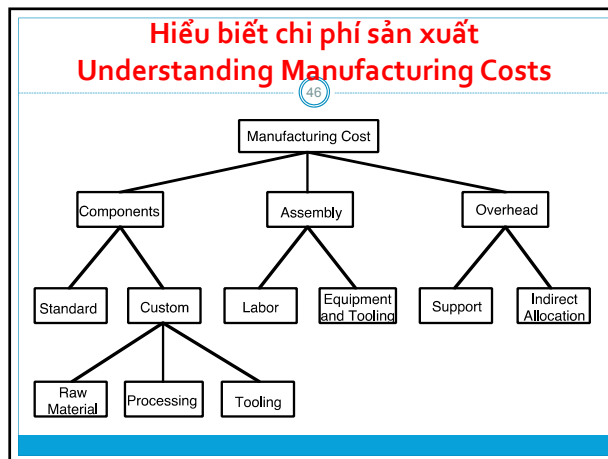 Hiểu biết chi phí sản xuất
Understanding Manufacturing Costs
46
Manufacturing Cost
Components
Assembly
Overhead
Standard
Custom
Labor
Equipment
and Tooling
Support
Indirect
Allocation
Raw
Material
Processing
Tooling